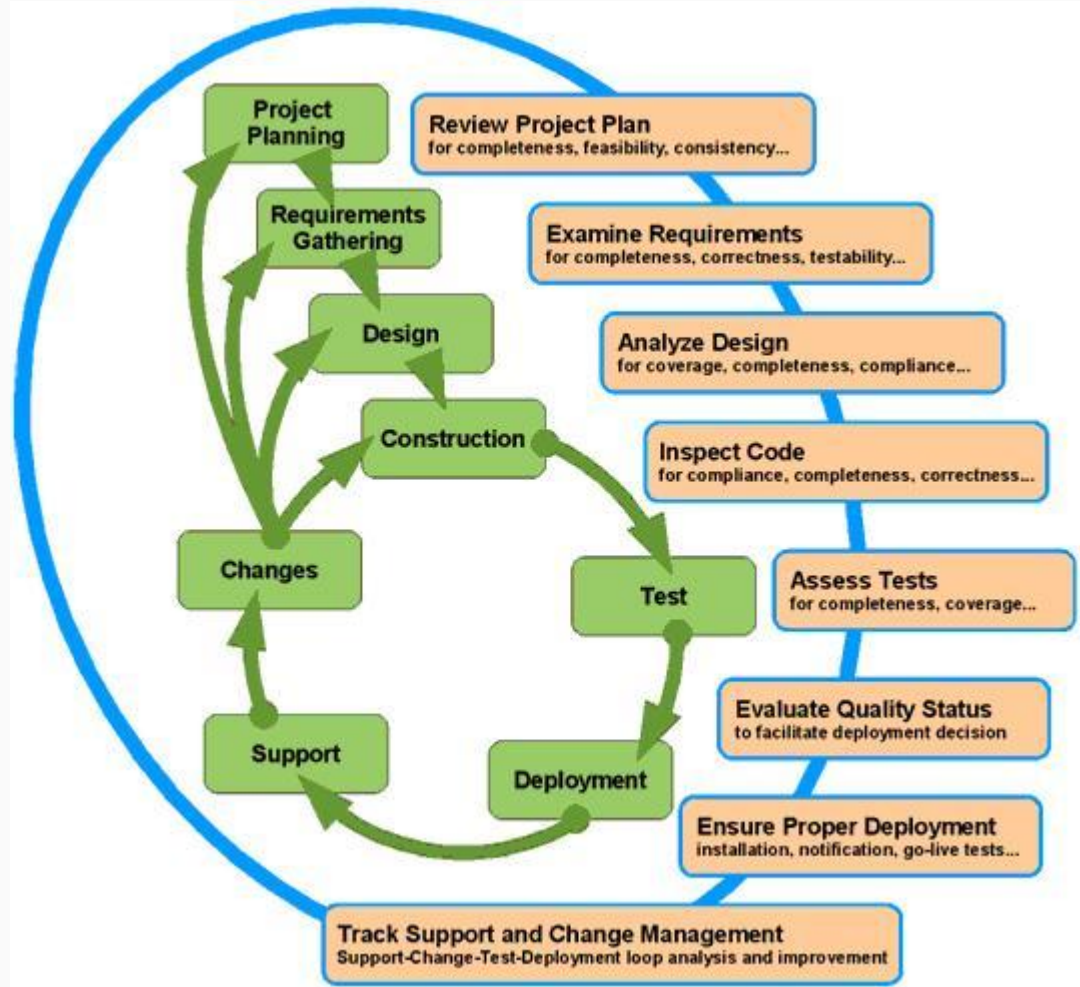 Project
Planning
Review Project Plan
for completeness, feasibility, consistency...
Requirements
Gathering
Examine Requirements
for completeness, correctness, testability...
Design
Analyze Design
for coverage, completeness, compliance...
Construction
Inspect Code
for compliance, completeness, correctness...
Changes
Test
Assess Tests
for completeness, coverage...
Evaluate Quality Status
to facilitate deployment decision
Support
Deployment
Ensure Proper Deployment
installation, notification, go-live tests...
Track Support and Change Management
Support-Change-Test-Deployment loop analysis and improvement